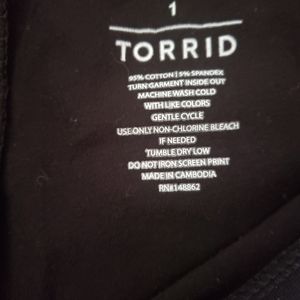 1
TORRID
95% COTTON | 5% SPANDEX
TURN GARMENT INSIDE OUT
MACHINE WASH COLD
WITH LIKE COLORS
GENTLE CYCLE
USE ONLY NON-CHLORINE BLEACH
IF NEEDED
TUMBLE DRY LOW
DO NOT IRON SCREEN PRINT
MADE IN CAMBODIA
RN#148862